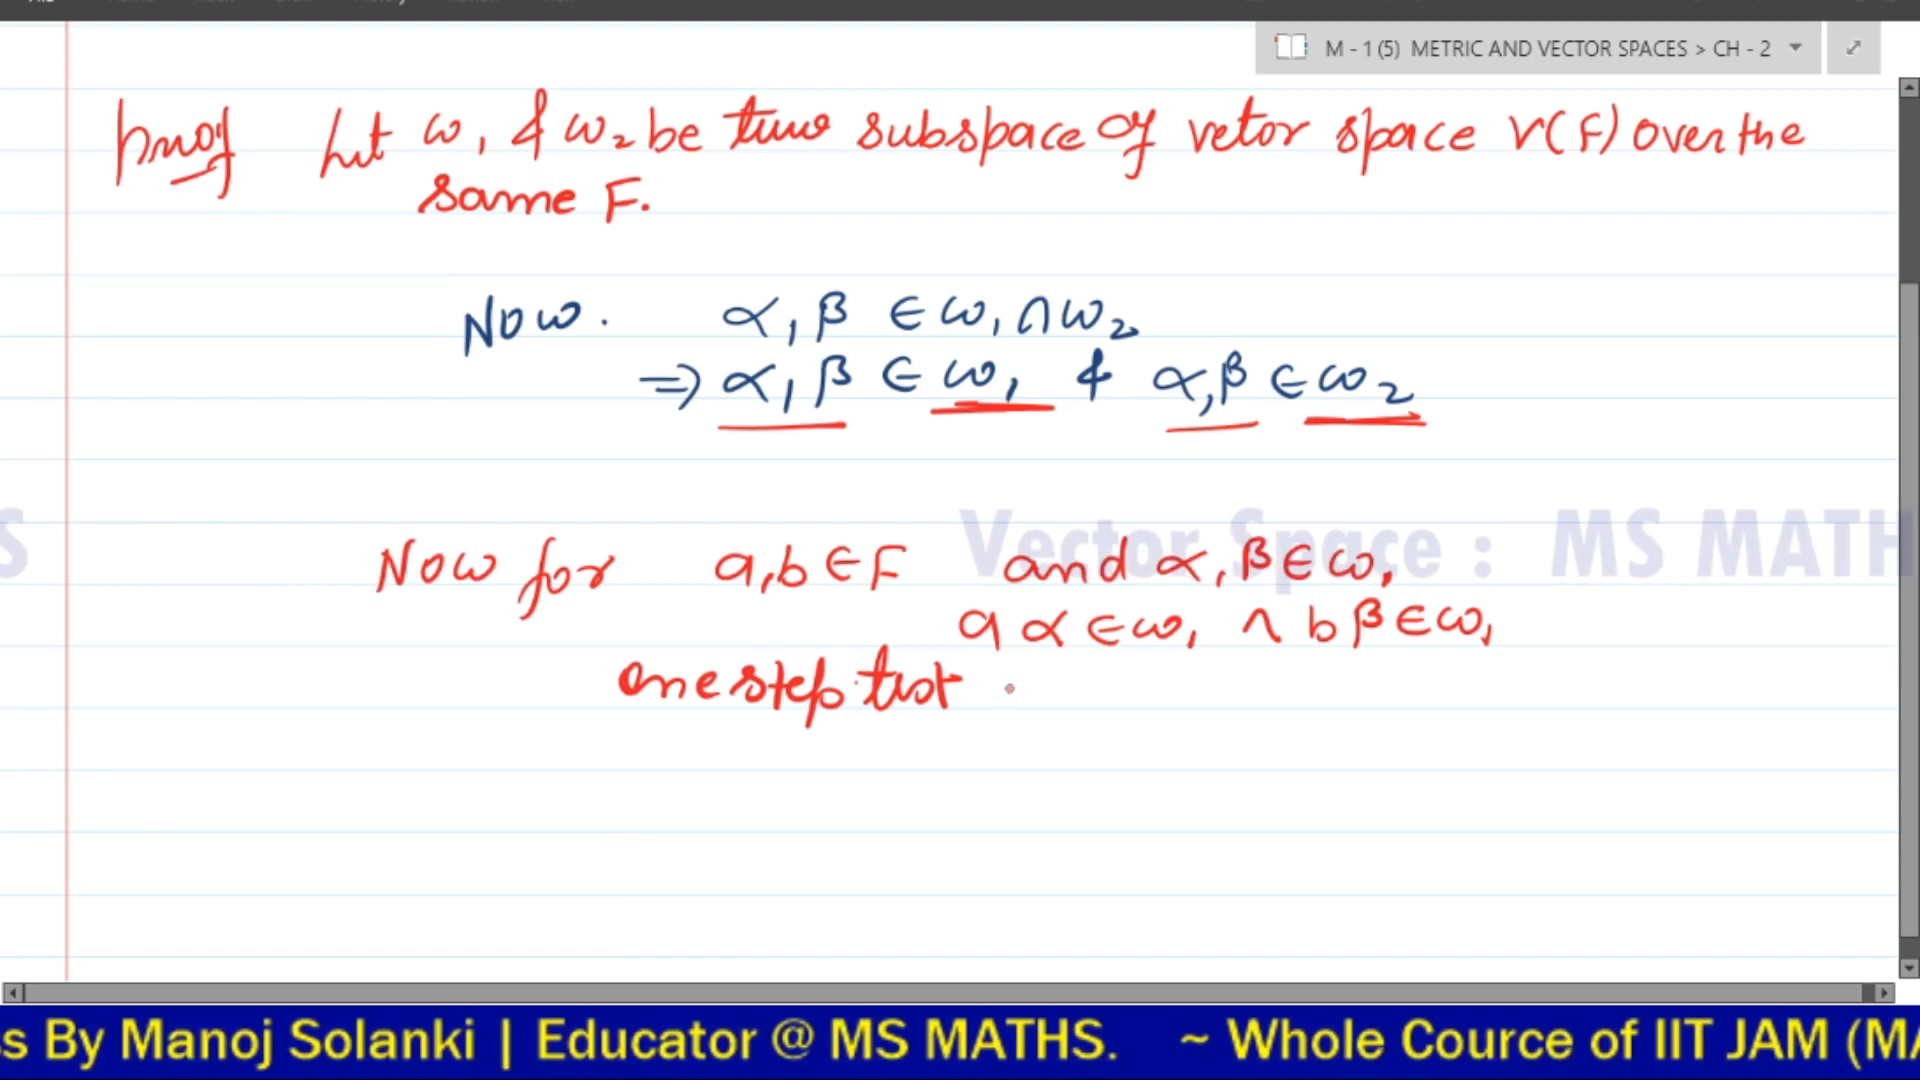 M - 1 (5) METRIC AND VECTOR SPACES > CH - 2
proof Let ω₁ & ω₂ be two subspace of vetor space V(F) over the
same F.
Now. α, β ∈ ω₁ ∩ ω₂
⇒ α, β ∈ ω₁ & α, β ∈ ω₂
S Vector Space : MS MATH
Now for a, b ∈ F and α, β ∈ ω₁
a α ∈ ω₁ ∧ b β ∈ ω₁
one step test
s By Manoj Solanki | Educator @ MS MATHS. ~ Whole Cource of IIT JAM (MA